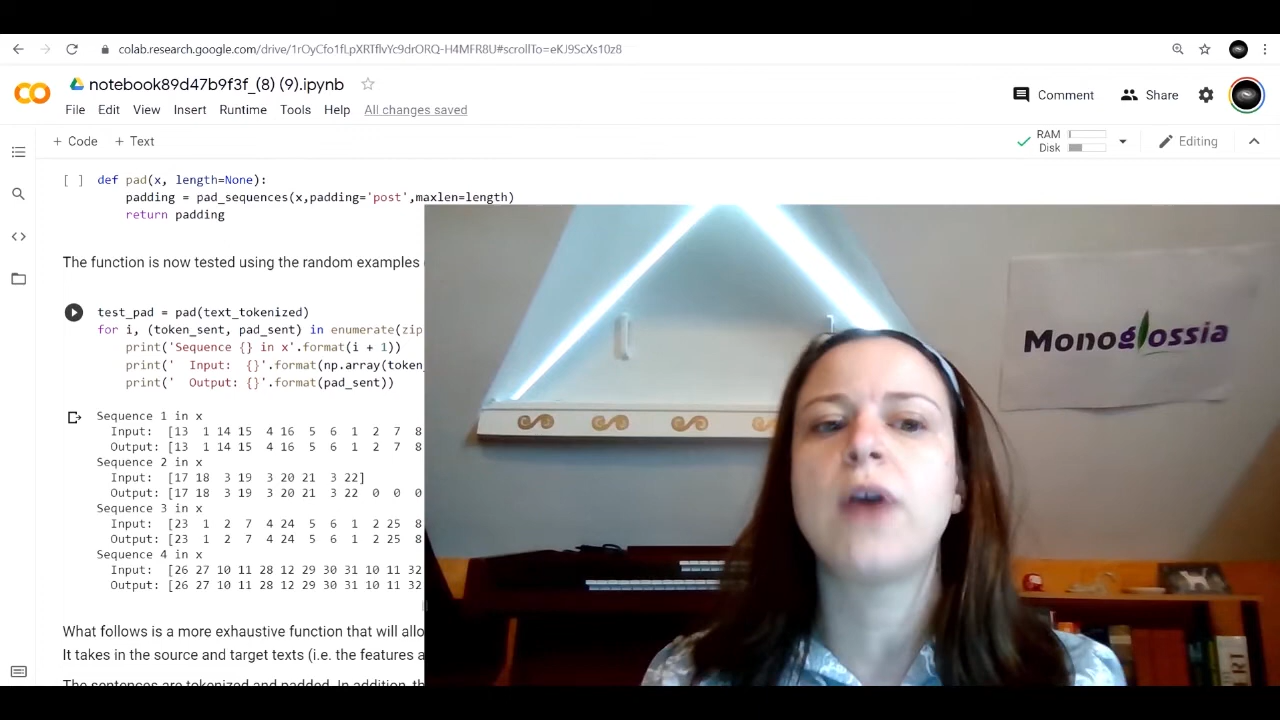 colab.research.google.com/drive/1rOyCfo1fLpXRTflvYc9drORQ-H4MFR8U#scrollTo=eKJ9ScXs10z8
notebook89d47b9f3f_(8) (9).ipynb
Comment Share
File Edit View Insert Runtime Tools Help All changes saved
+ Code + Text RAM Disk Editing
[ ] def pad(x, length=None):
padding = pad_sequences(x,padding='post',maxlen=length)
return padding
The function is now tested using the random examples
test_pad = pad(text_tokenized)
for i, (token_sent, pad_sent) in enumerate(zip
print('Sequence {} in x'.format(i + 1))
print('  Input:  {}'.format(np.array(token_
print('  Output: {}'.format(pad_sent))
Sequence 1 in x
Input: [13 1 14 15 4 16 5 6 1 2 7 8
Output: [13 1 14 15 4 16 5 6 1 2 7 8
Sequence 2 in x
Input: [17 18 3 19 3 20 21 3 22]
Output: [17 18 3 19 3 20 21 3 22 0 0 0
Sequence 3 in x
Input: [23 1 2 7 4 24 5 6 1 2 25 8
Output: [23 1 2 7 4 24 5 6 1 2 25 8
Sequence 4 in x
Input: [26 27 10 11 28 12 29 30 31 10 11 32
Output: [26 27 10 11 28 12 29 30 31 10 11 32
What follows is a more exhaustive function that will allo
It takes in the source and target texts (i.e. the features a
The sentences are tokenized and padded. In addition, th
Monoglossia